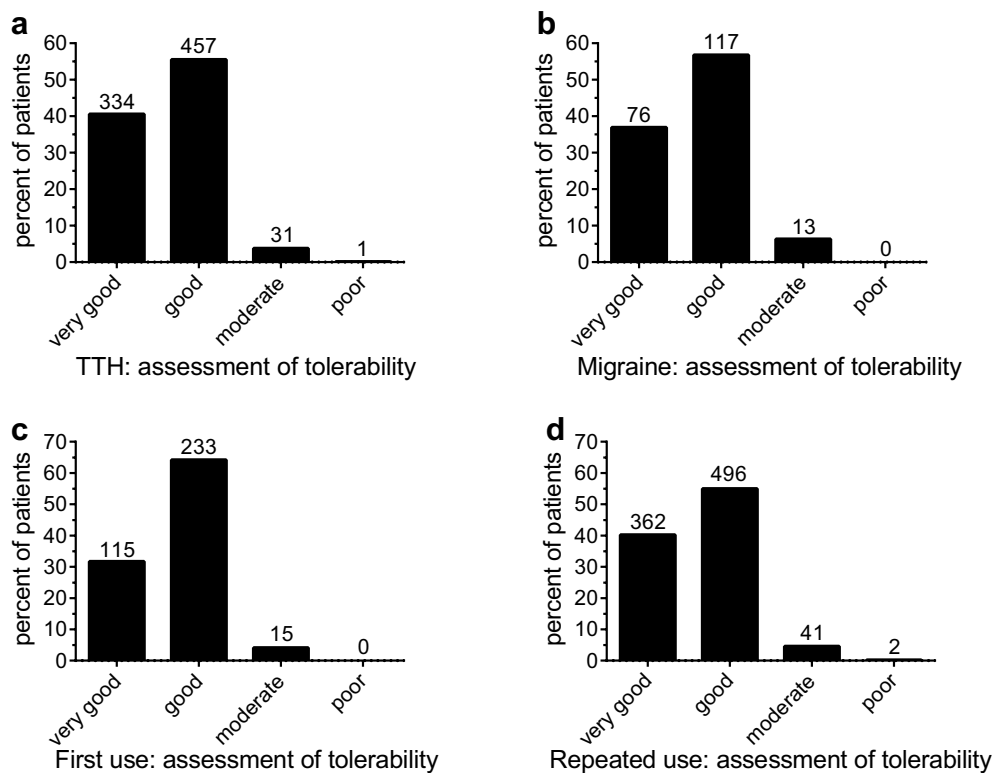 a
60
50
40
30
20
10
0
percent of patients
334
457
31
1
very good
good
moderate
poor
TTH: assessment of tolerability
b
60
50
40
30
20
10
0
percent of patients
76
117
13
0
very good
good
moderate
poor
Migraine: assessment of tolerability
c
70
60
50
40
30
20
10
0
percent of patients
115
233
15
0
very good
good
moderate
poor
First use: assessment of tolerability
d
70
60
50
40
30
20
10
0
percent of patients
362
496
41
2
very good
good
moderate
poor
Repeated use: assessment of tolerability